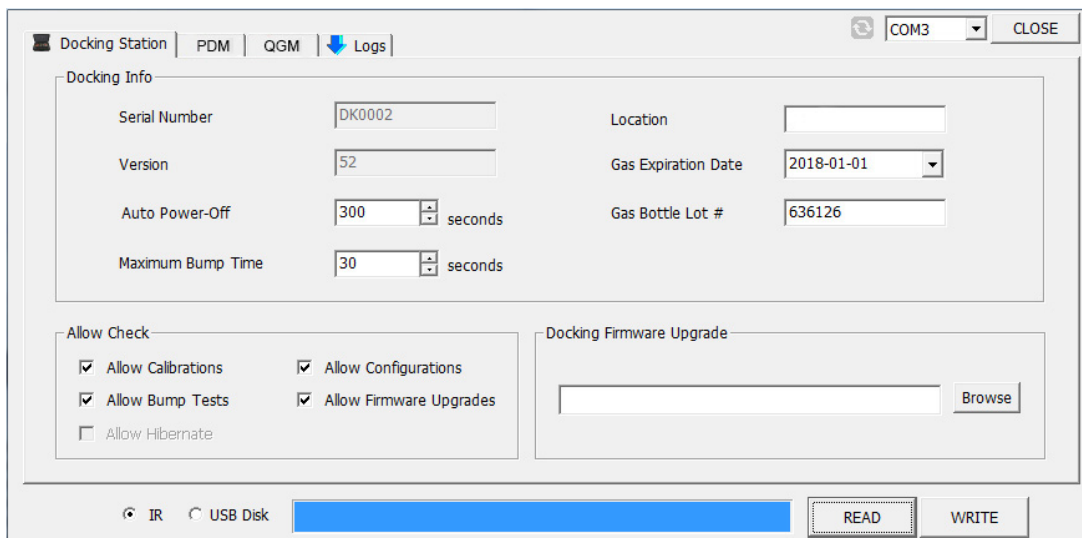 COM3 CLOSE
Docking Station PDM QGM Logs
Docking Info
Serial Number DK0002 Location
Version 52 Gas Expiration Date 2018-01-01
Auto Power-Off 300 seconds Gas Bottle Lot # 636126
Maximum Bump Time 30 seconds
Allow Check Docking Firmware Upgrade
Allow Calibrations Allow Configurations
Allow Bump Tests Allow Firmware Upgrades Browse
Allow Hibernate
IR USB Disk READ WRITE